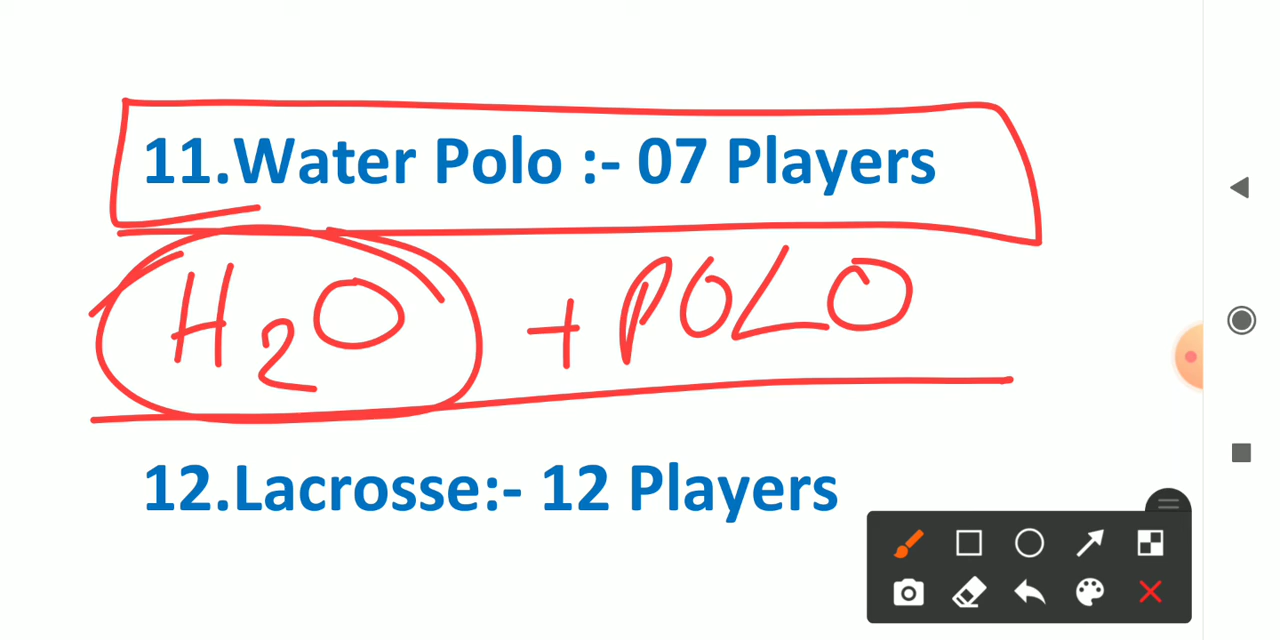 11.Water Polo :- 07 Players
H2O + POLO
12.Lacrosse:- 12 Players